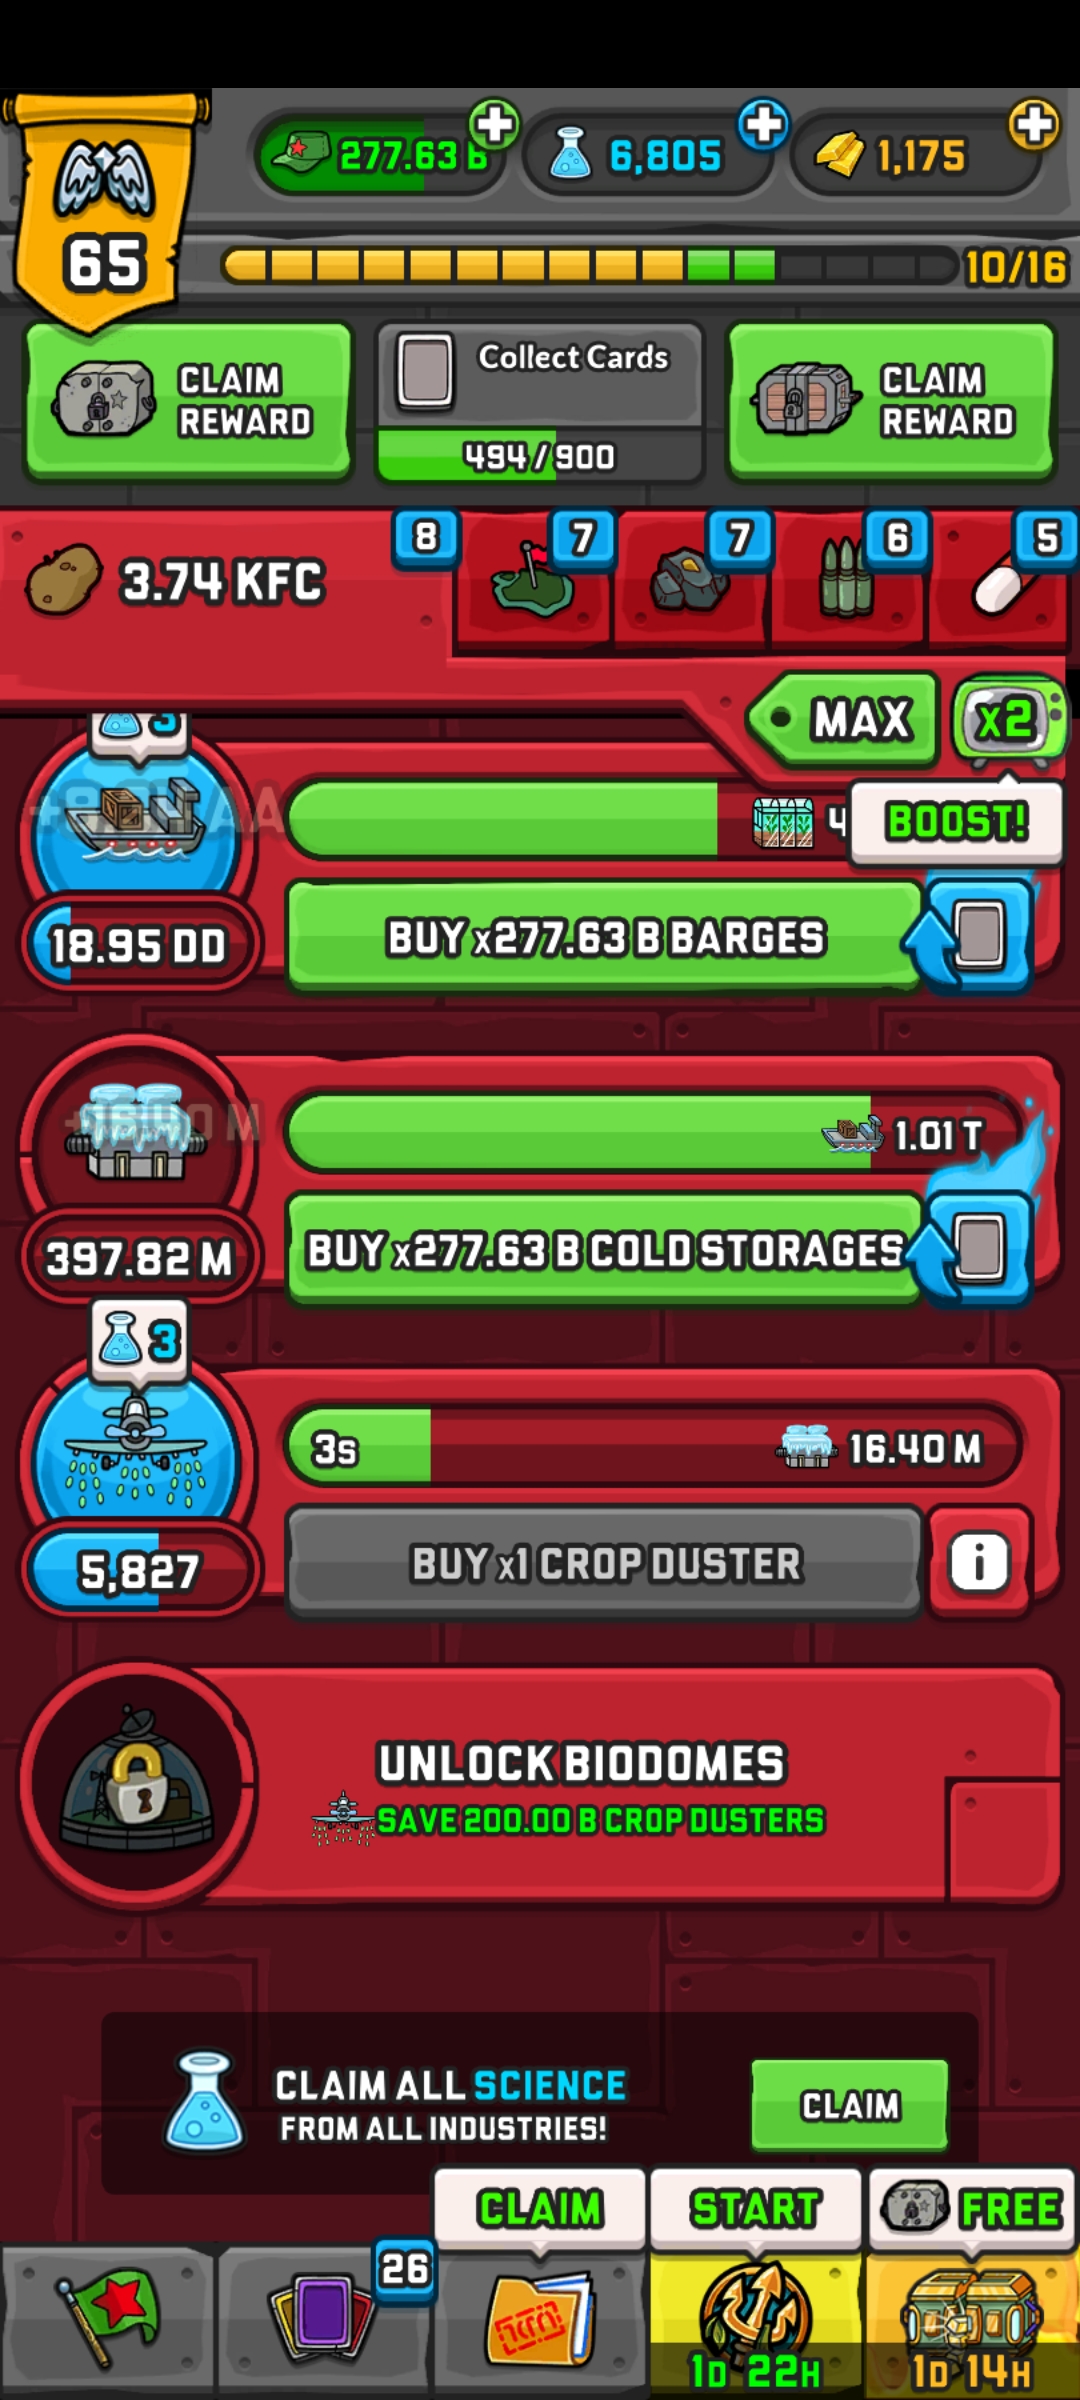 277.63 B
6,805
1,175
65
10/16
CLAIM
REWARD
Collect Cards
494/900
CLAIM
REWARD
3.74 KFC
8
7
7
6
5
MAX
x2
BOOST!
3
4
18.95 DD
BUY x277.63 B BARGES
1.01 T
397.82 M
BUY x277.63 B COLD STORAGES
3
3s
16.40 M
5,827
BUY x1 CROP DUSTER
i
UNLOCK BIODOMES
SAVE 200.00 B CROP DUSTERS
CLAIM ALL SCIENCE
FROM ALL INDUSTRIES!
CLAIM
CLAIM
START
FREE
26
1D 22H
1D 14H